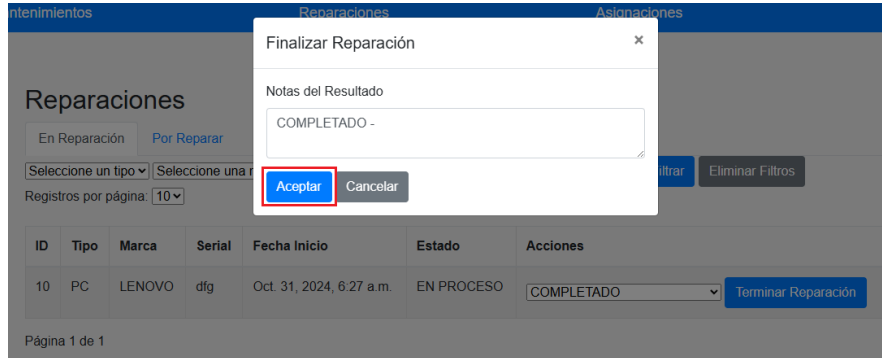 ntenimientos Reparaciones Asignaciones
Finalizar Reparación ×
Notas del Resultado
COMPLETADO -
Aceptar Cancelar
Reparaciones
En Reparación Por Reparar
Seleccione un tipo Seleccione una r iltrar Eliminar Filtros
Registros por página: 10
ID Tipo Marca Serial Fecha Inicio Estado Acciones
10 PC LENOVO dfg Oct. 31, 2024, 6:27 a.m. EN PROCESO COMPLETADO Terminar Reparación
Página 1 de 1